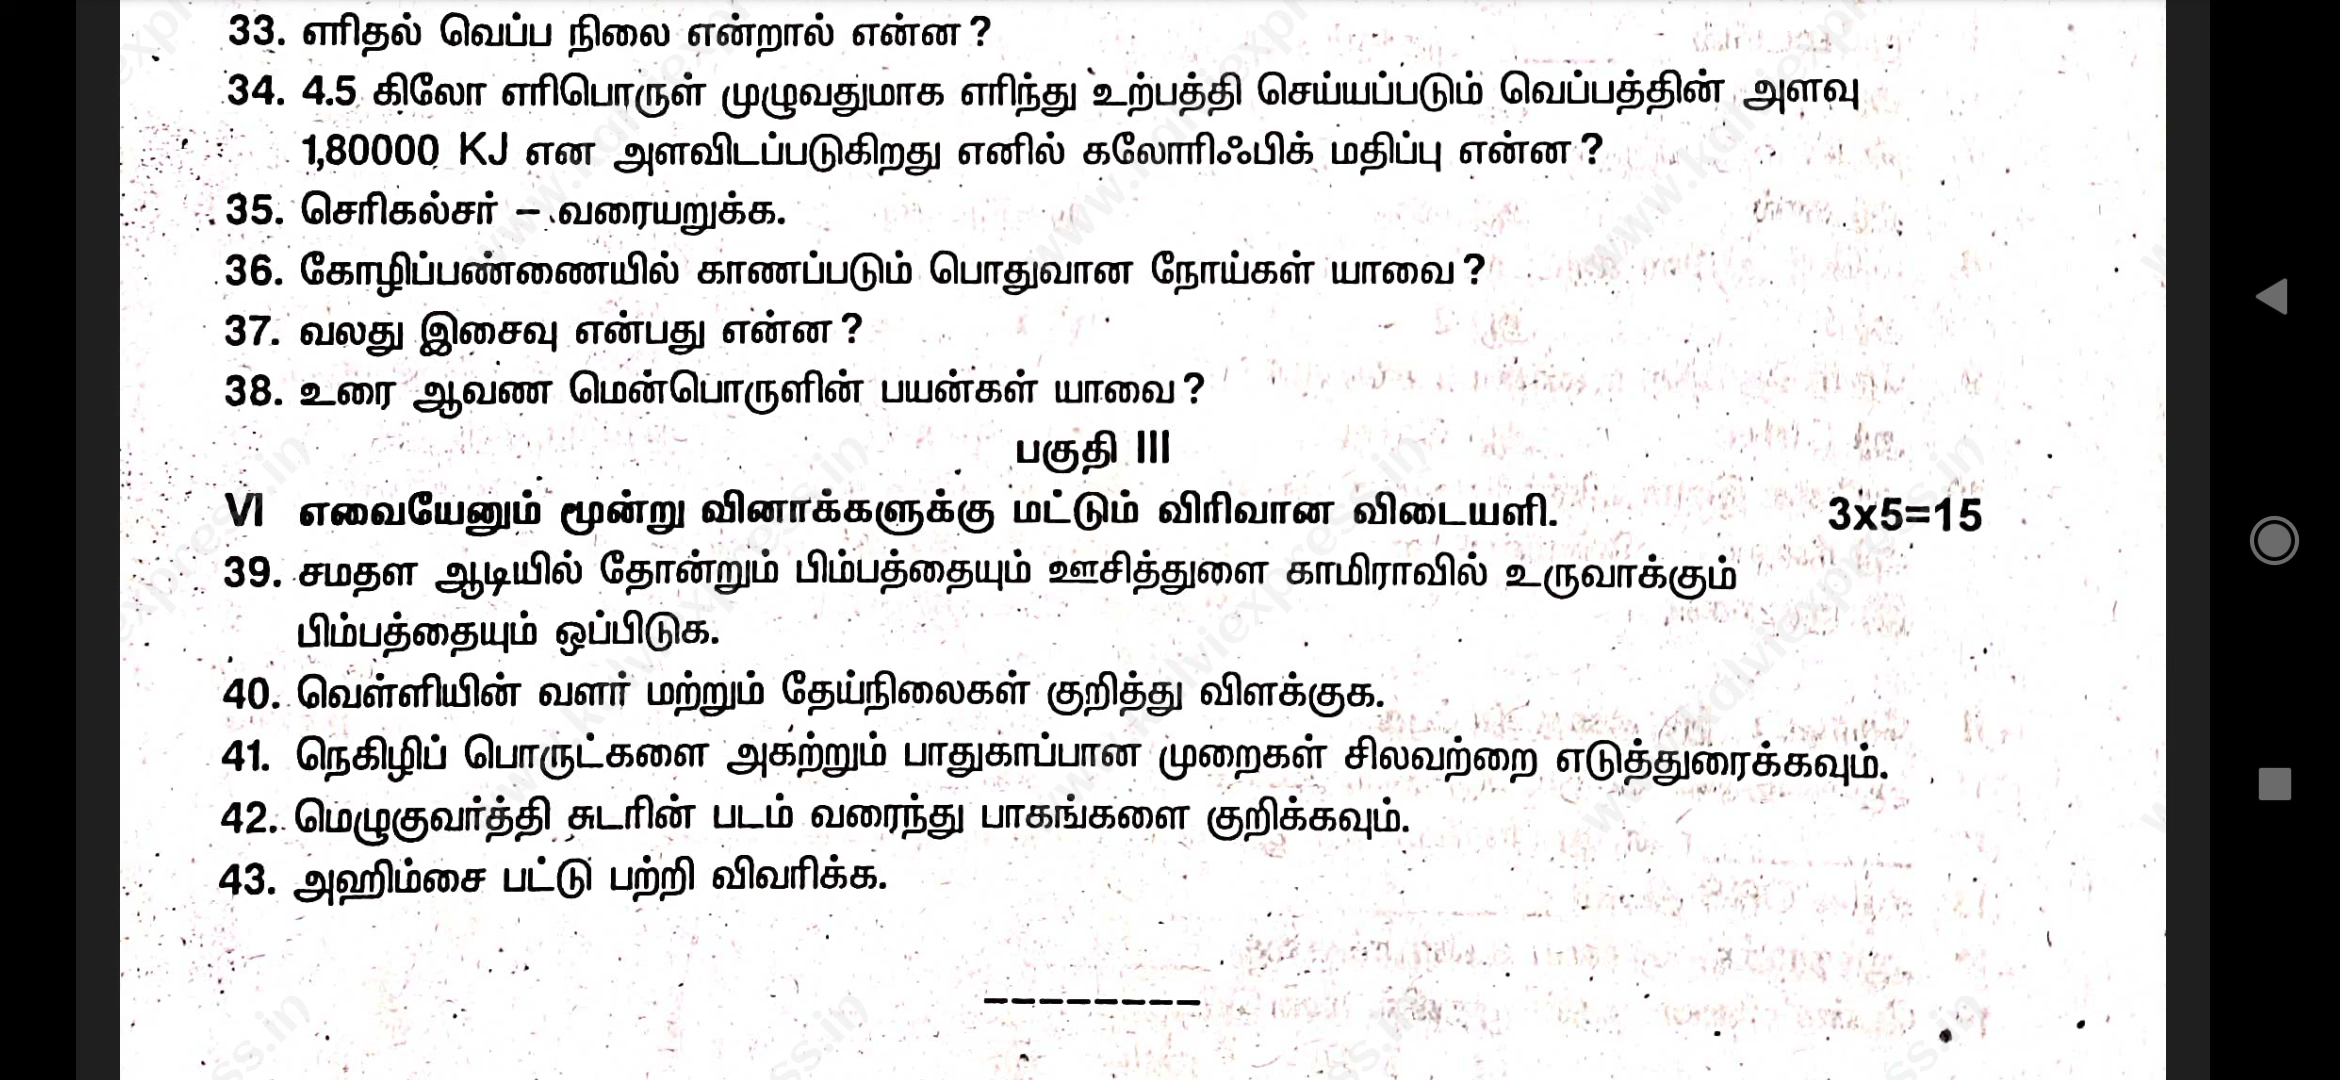 33. எரிதல் வெப்ப நிலை என்றால் என்ன?
34. 4.5 கிலோ எரிபொருள் முழுவதுமாக எரிந்து உற்பத்தி செய்யப்படும் வெப்பத்தின் அளவு
1,80000 KJ என அளவிடப்படுகிறது எனில் கலோரிஃபிக் மதிப்பு என்ன?
35. செரிகல்சர் – வரையறுக்க.
36. கோழிப்பண்ணையில் காணப்படும் பொதுவான நோய்கள் யாவை?
37. வலது இசைவு என்பது என்ன?
38. உரை ஆவண மென்பொருளின் பயன்கள் யாவை?
பகுதி III
VI எவையேனும் மூன்று வினாக்களுக்கு மட்டும் விரிவான விடையளி. 3x5=15
39. சமதள ஆடியில் தோன்றும் பிம்பத்தையும் ஊசித்துளை காமிராவில் உருவாக்கும்
பிம்பத்தையும் ஒப்பிடுக.
40. வெள்ளியின் வளர் மற்றும் தேய்நிலைகள் குறித்து விளக்குக.
41. நெகிழிப் பொருட்களை அகற்றும் பாதுகாப்பான முறைகள் சிலவற்றை எடுத்துரைக்கவும்.
42. மெழுகுவர்த்தி சுடரின் படம் வரைந்து பாகங்களை குறிக்கவும்.
43. அஹிம்சை பட்டு பற்றி விவரிக்க.